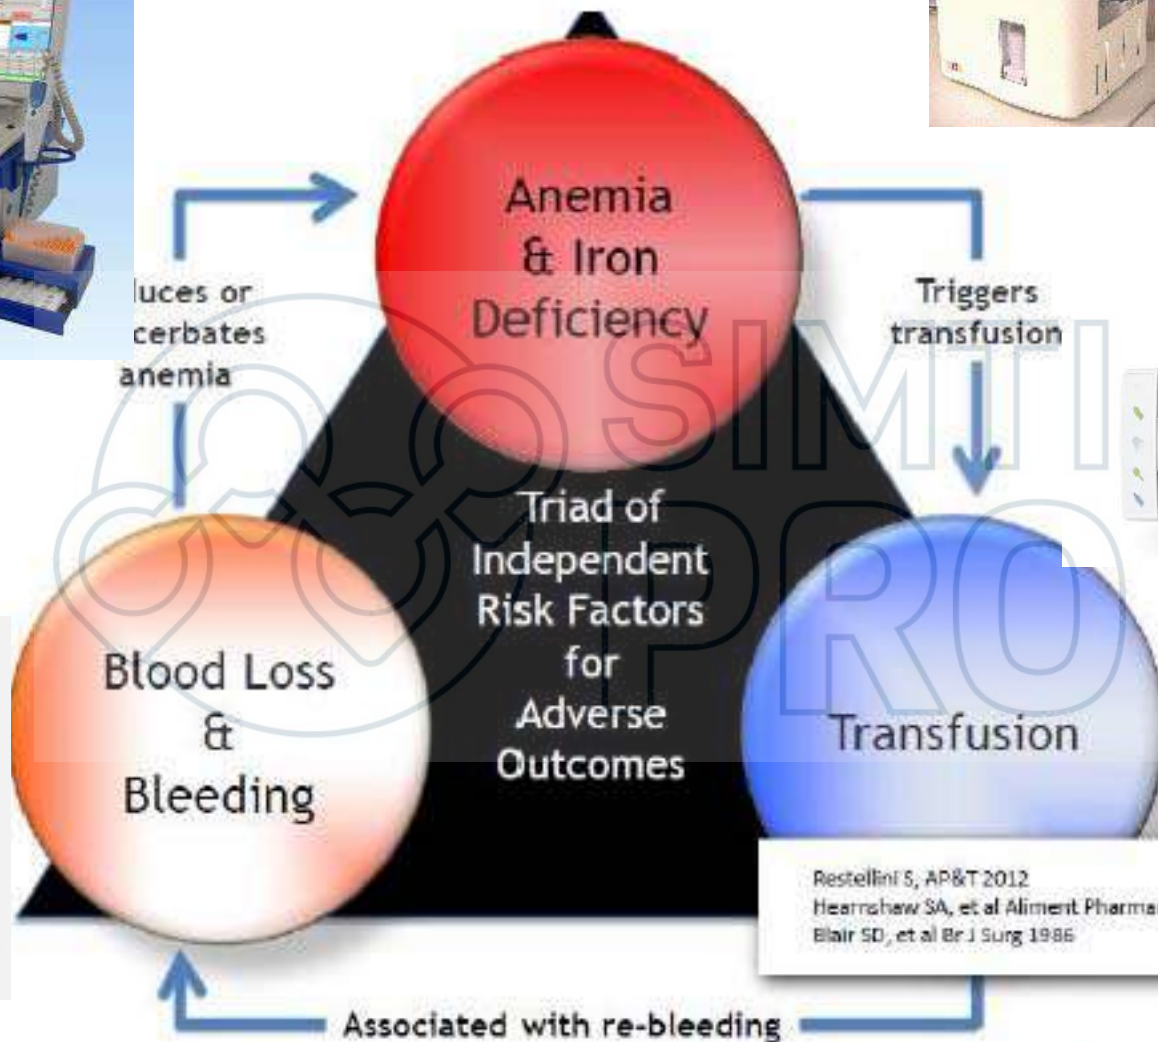 Anemia
& Iron
Deficiency
luces or
cerbates
anemia
Triggers
transfusion
SIMTI
PRO
Triad of
Independent
Risk Factors
for
Adverse
Outcomes
Blood Loss
&
Bleeding
Transfusion
Restellini S, AP&T 2012
Hearnshaw SA, et al Aliment Pharma
Blair SD, et al Br J Surg 1986
Associated with re-bleeding